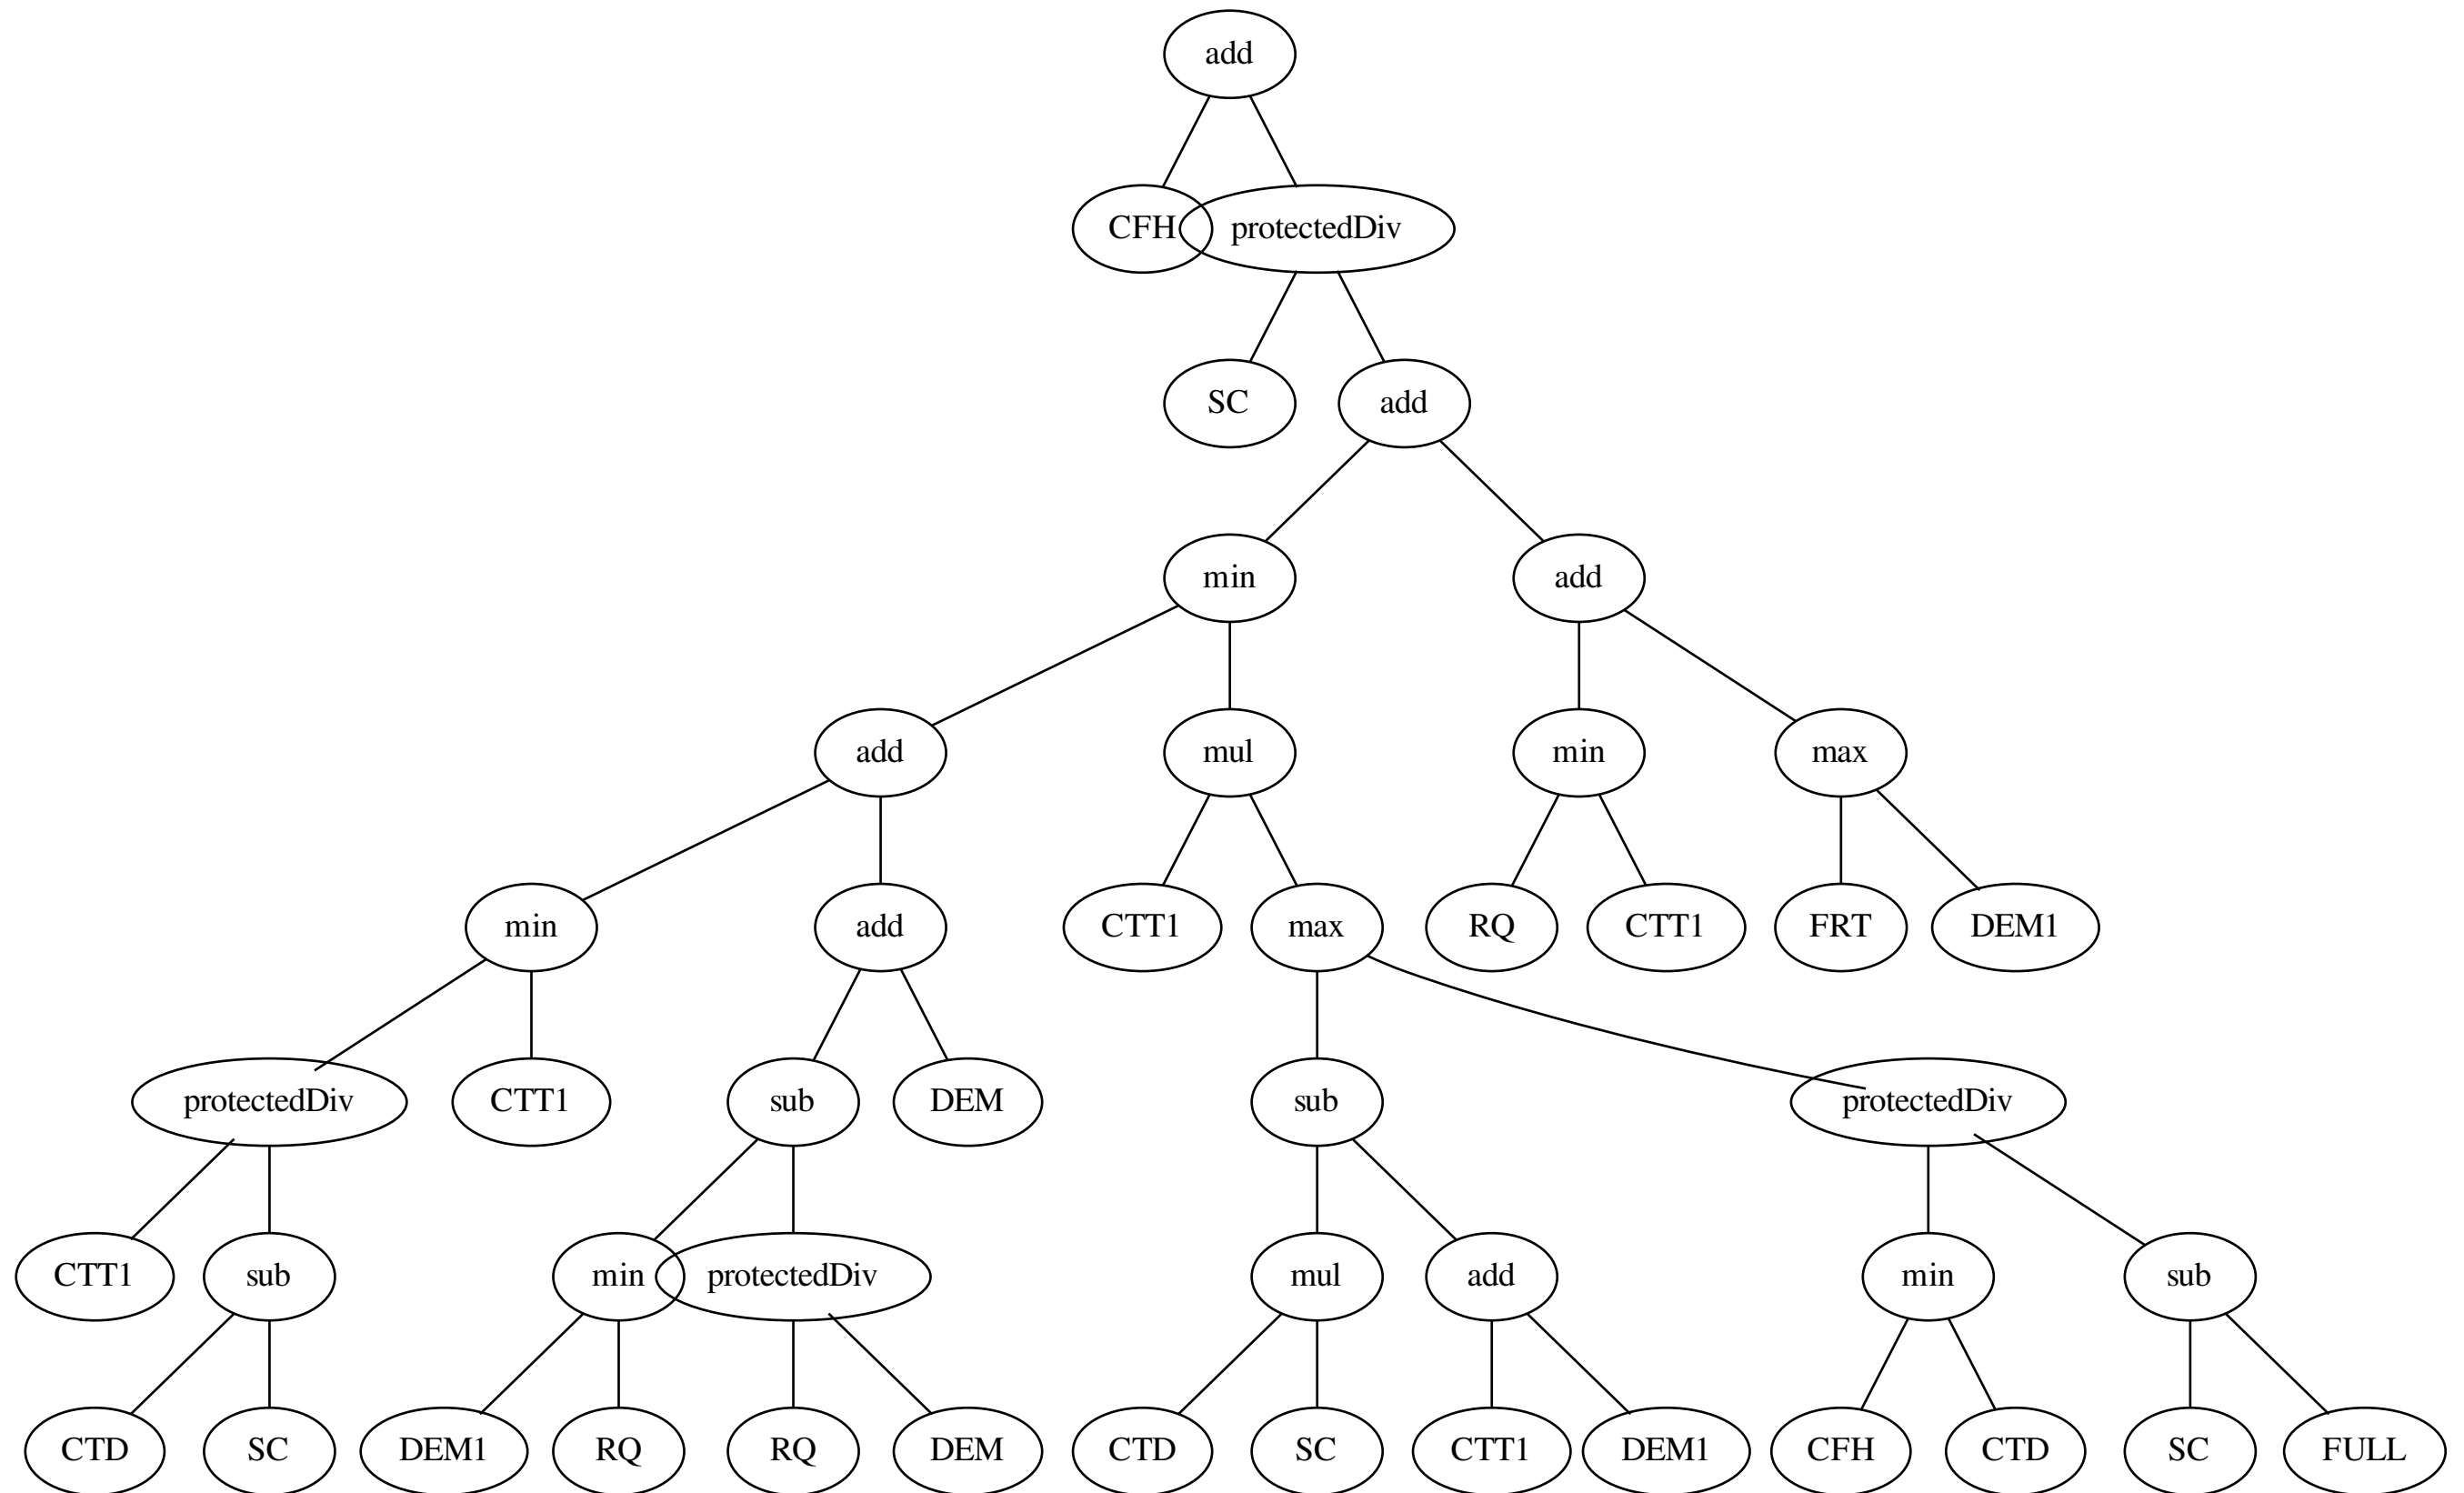 add
CFH protectedDiv
SC add
min add
add mul min max
min add CTT1 max RQ CTT1 FRT DEM1
protectedDiv CTT1 sub DEM sub protectedDiv
CTT1 sub min protectedDiv mul add min sub
CTD SC DEM1 RQ RQ DEM CTD SC CTT1 DEM1 CFH CTD SC FULL